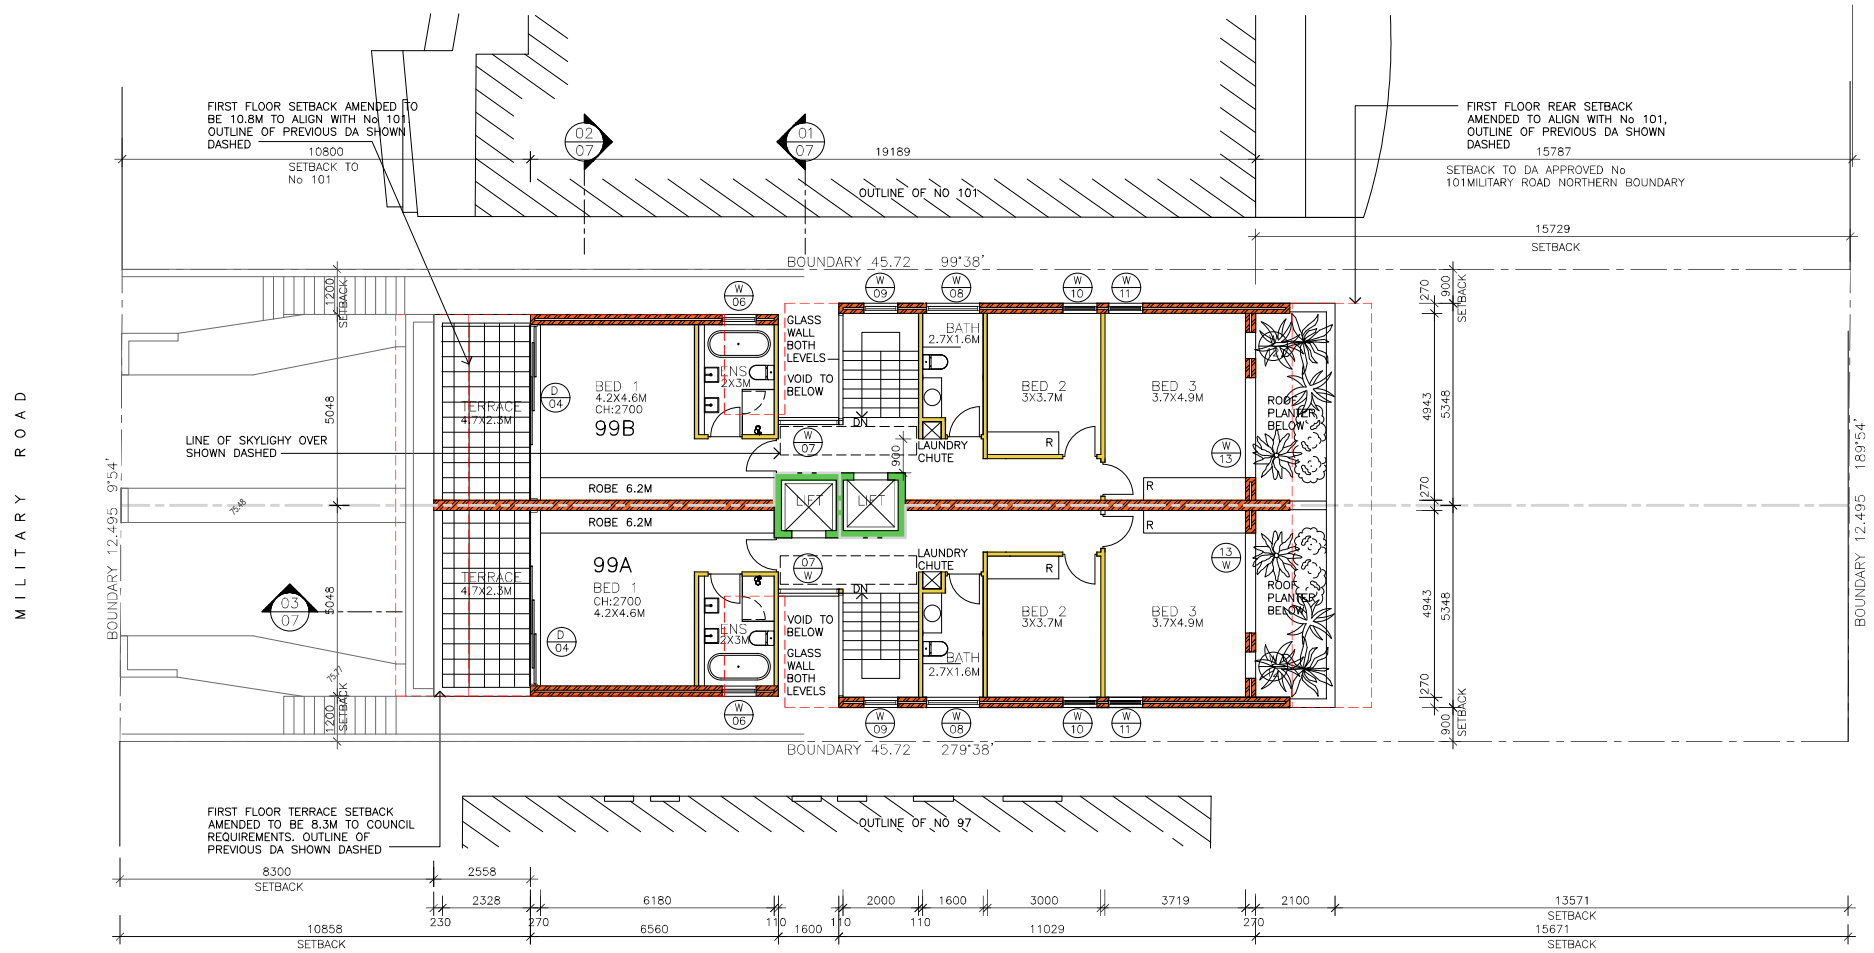 FIRST FLOOR SETBACK AMENDED TO
BE 10.8M TO ALIGN WITH No 101.
OUTLINE OF PREVIOUS DA SHOWN
DASHED
10800
SETBACK TO
No 101
02
07
01
07
19189
OUTLINE OF NO 101
FIRST FLOOR REAR SETBACK
AMENDED TO ALIGN WITH No 101,
OUTLINE OF PREVIOUS DA SHOWN
DASHED
15787
SETBACK TO DA APPROVED No
101MILITARY ROAD NORTHERN BOUNDARY
15729
SETBACK
BOUNDARY 45.72 99°38'
1200
SETBACK
W
06
W
09
W
08
W
10
W
11
270
900
SETBACK
GLASS
WALL
BOTH
LEVELS
VOID TO
BELOW
BATH
2.7X1.6M
ENS
2X3M
D
04
BED 1
4.2X4.6M
CH:2700
99B
BED 2
3X3.7M
BED 3
3.7X4.9M
TERRACE
4.7X2.3M
5048
ROOF
PLANTER
BELOW
4943
5348
DN
W
07
LAUNDRY
CHUTE
900
R
W
13
LINE OF SKYLIGHY OVER
SHOWN DASHED
MILITARY ROAD
BOUNDARY 12.495 9°54'
BOUNDARY 12.495 189°54'
75.48
ROBE 6.2M
LIFT
LIFT
R
270
ROBE 6.2M
R
99A
BED 1
CH:2700
4.2X4.6M
07
W
LAUNDRY
CHUTE
DN
R
13
W
TERRACE
4.7X2.3M
5048
03
07
ROOF
PLANTER
BELOW
4943
5348
BED 2
3X3.7M
BED 3
3.7X4.9M
VOID TO
BELOW
GLASS
WALL
BOTH
LEVELS
ENS
2X3M
D
04
BATH
2.7X1.6M
75.77
1200
SETBACK
270
900
SETBACK
W
06
W
09
W
08
W
10
W
11
BOUNDARY 45.72 279°38'
FIRST FLOOR TERRACE SETBACK
AMENDED TO BE 8.3M TO COUNCIL
REQUIREMENTS. OUTLINE OF
PREVIOUS DA SHOWN DASHED
OUTLINE OF NO 97
8300
SETBACK
2558
2328
6180
2000
1600
3000
3719
2100
13571
SETBACK
230
270
110
110
110
270
10858
SETBACK
6560
1600
11029
15671
SETBACK